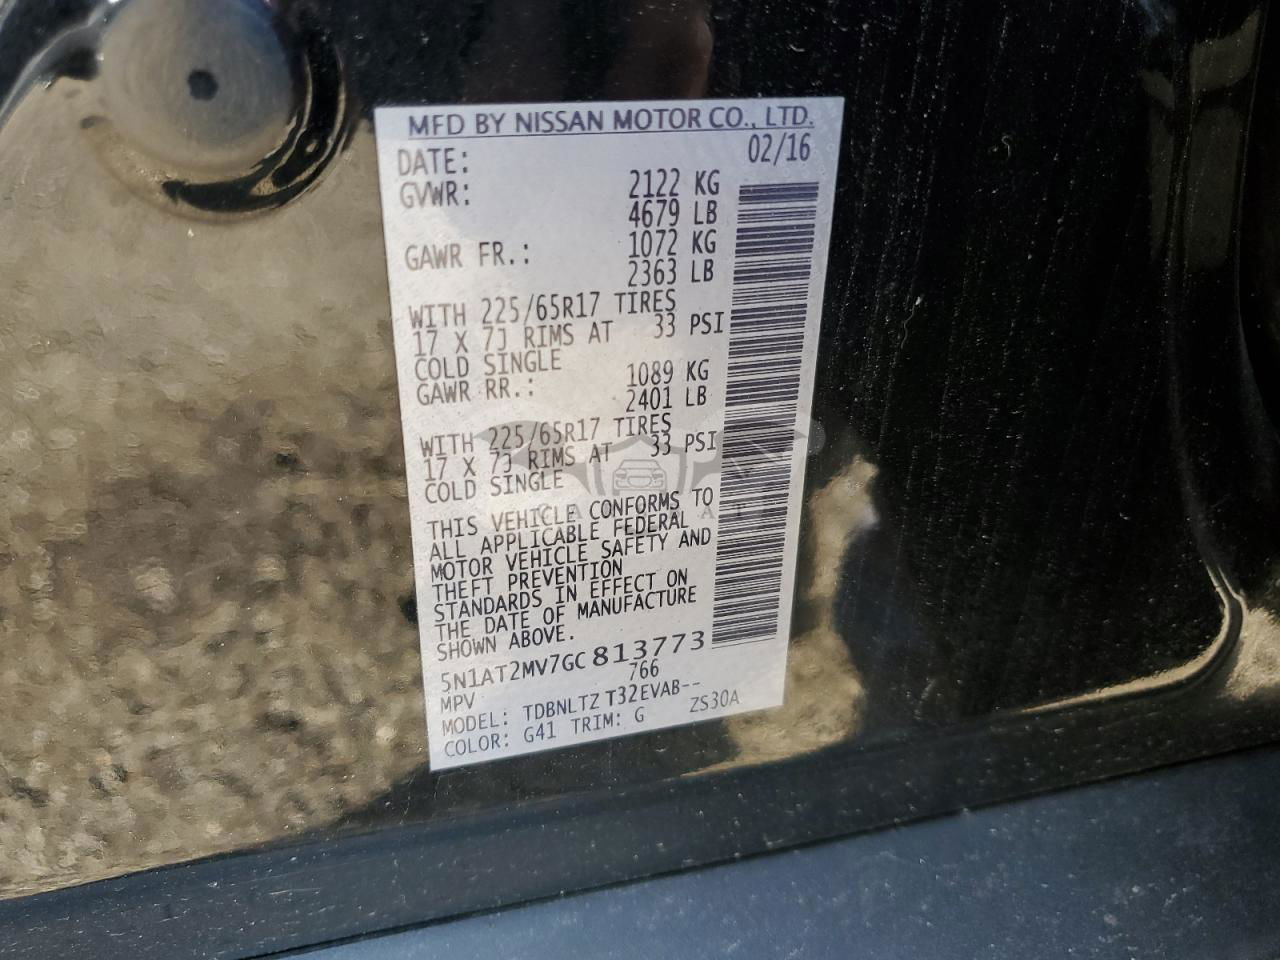 MFD BY NISSAN MOTOR CO., LTD.
DATE: 02/16
GVWR: 2122 KG
4679 LB
GAWR FR.: 1072 KG
2363 LB
WITH 225/65R17 TIRES
17 X 7J RIMS AT 33 PSI
COLD SINGLE
GAWR RR.: 1089 KG
2401 LB
WITH 225/65R17 TIRES
17 X 7J RIMS AT 33 PSI
COLD SINGLE
THIS VEHICLE CONFORMS TO
ALL APPLICABLE FEDERAL
MOTOR VEHICLE SAFETY AND
THEFT PREVENTION
STANDARDS IN EFFECT ON
THE DATE OF MANUFACTURE
SHOWN ABOVE.
5N1AT2MV7GC813773
MPV 766
MODEL: TDBNLTZ T32EVAB--
COLOR: G41 TRIM: G ZS30A